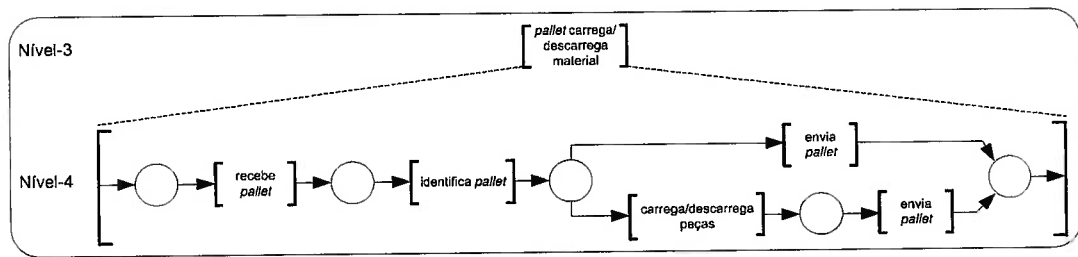 Nível-3
pallet carrega/
descarrega
material
Nível-4
recebe
pallet
identifica pallet
envia
pallet
carrega/descarrega
peças
envia
pallet